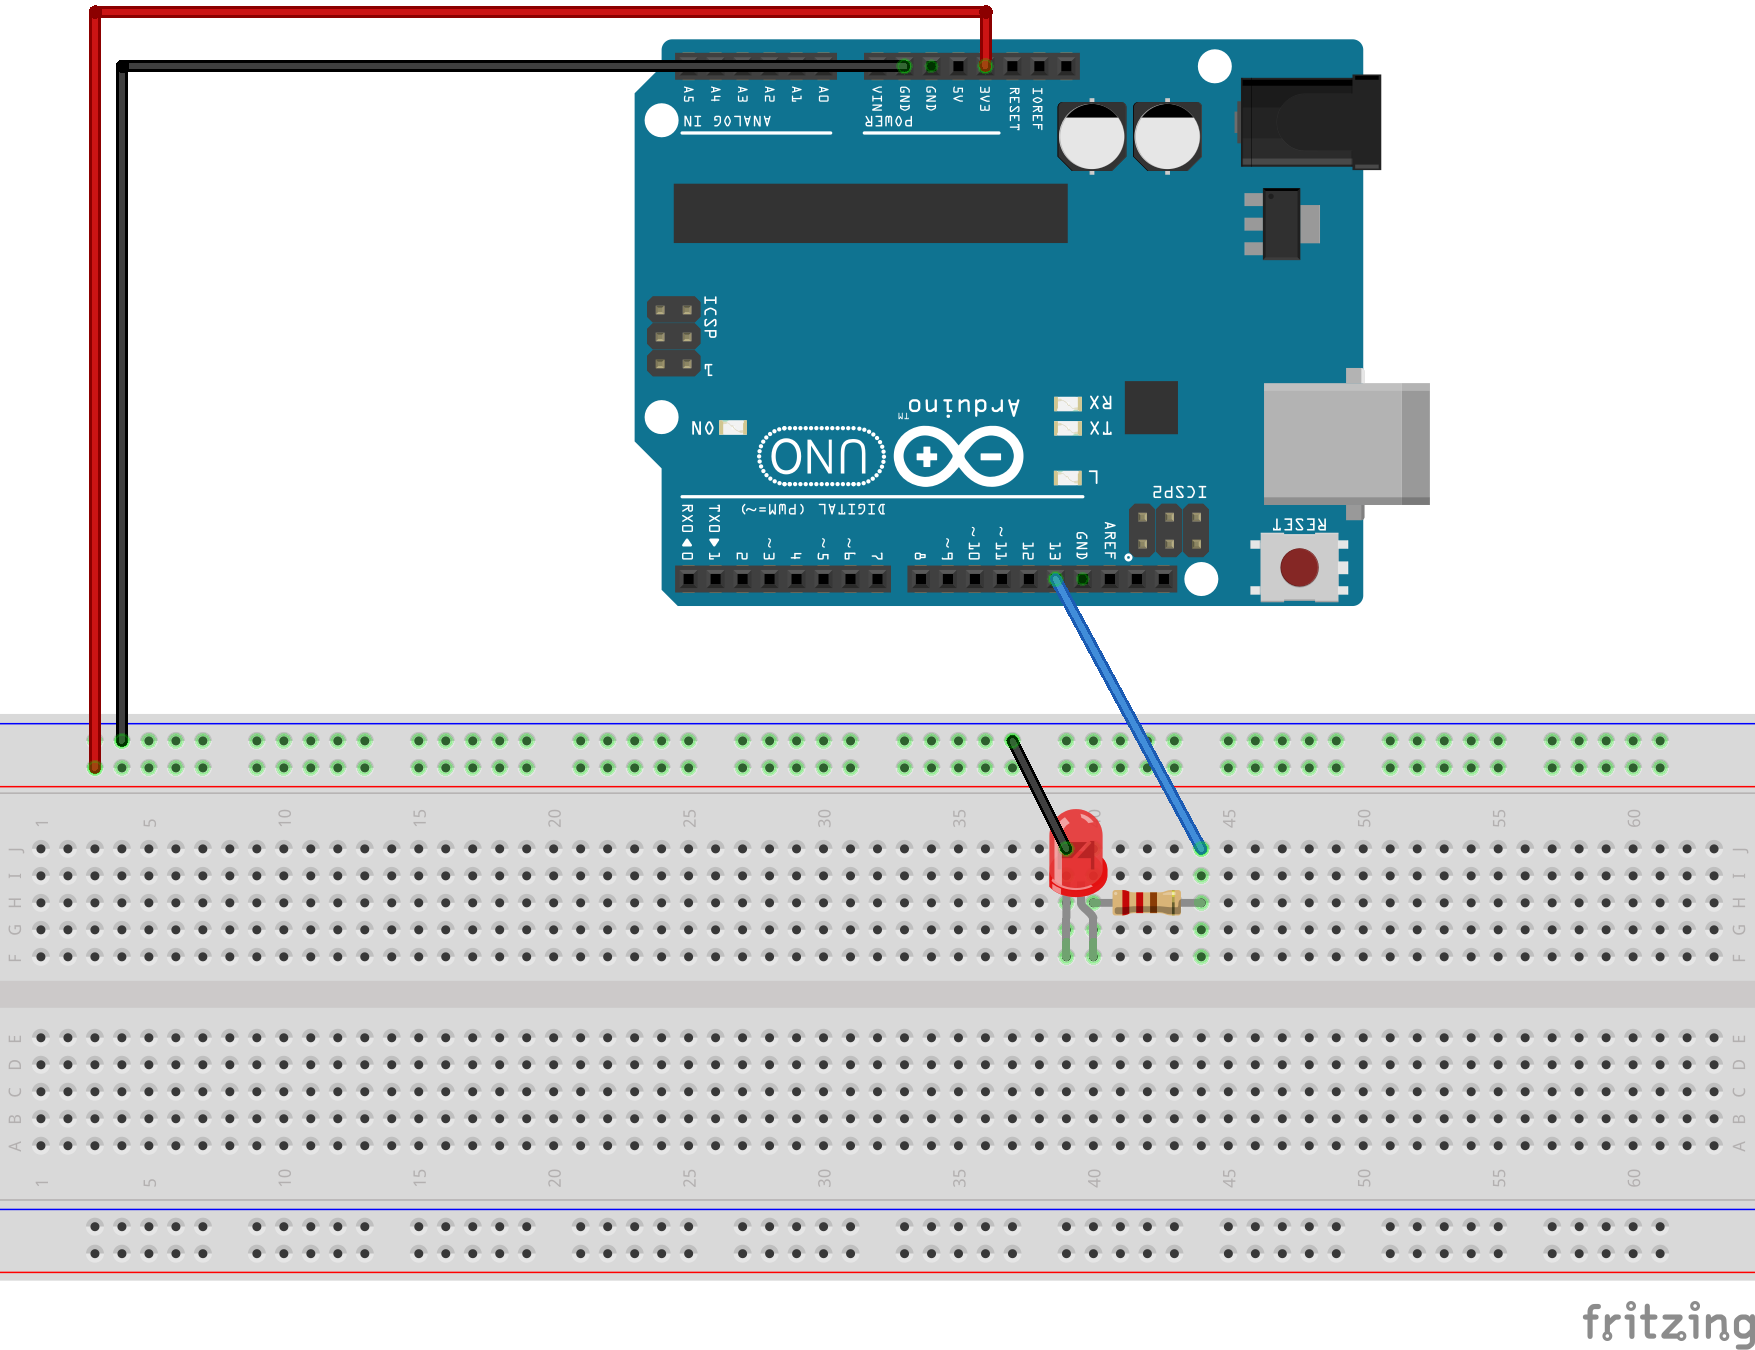 A5 A4 A3 A2 A1 A0 VIN GND GND 5V 3V3 RESET IOREF
ANALOG IN POWER
ICSP
1
Arduino™
RX
TX
ON
UNO
L
ICSP2
RESET
DIGITAL (PWM=~)
RX0◀0 TX0▶1 2 ~3 4 ~5 ~6 7 8 ~9 ~10 ~11 12 13 GND AREF
1 5 10 15 20 25 30 35 40 45 50 55 60
J J
I I
H H
G G
F F
E E
D D
C C
B B
A A
1 5 10 15 20 25 30 35 40 45 50 55 60
fritzing